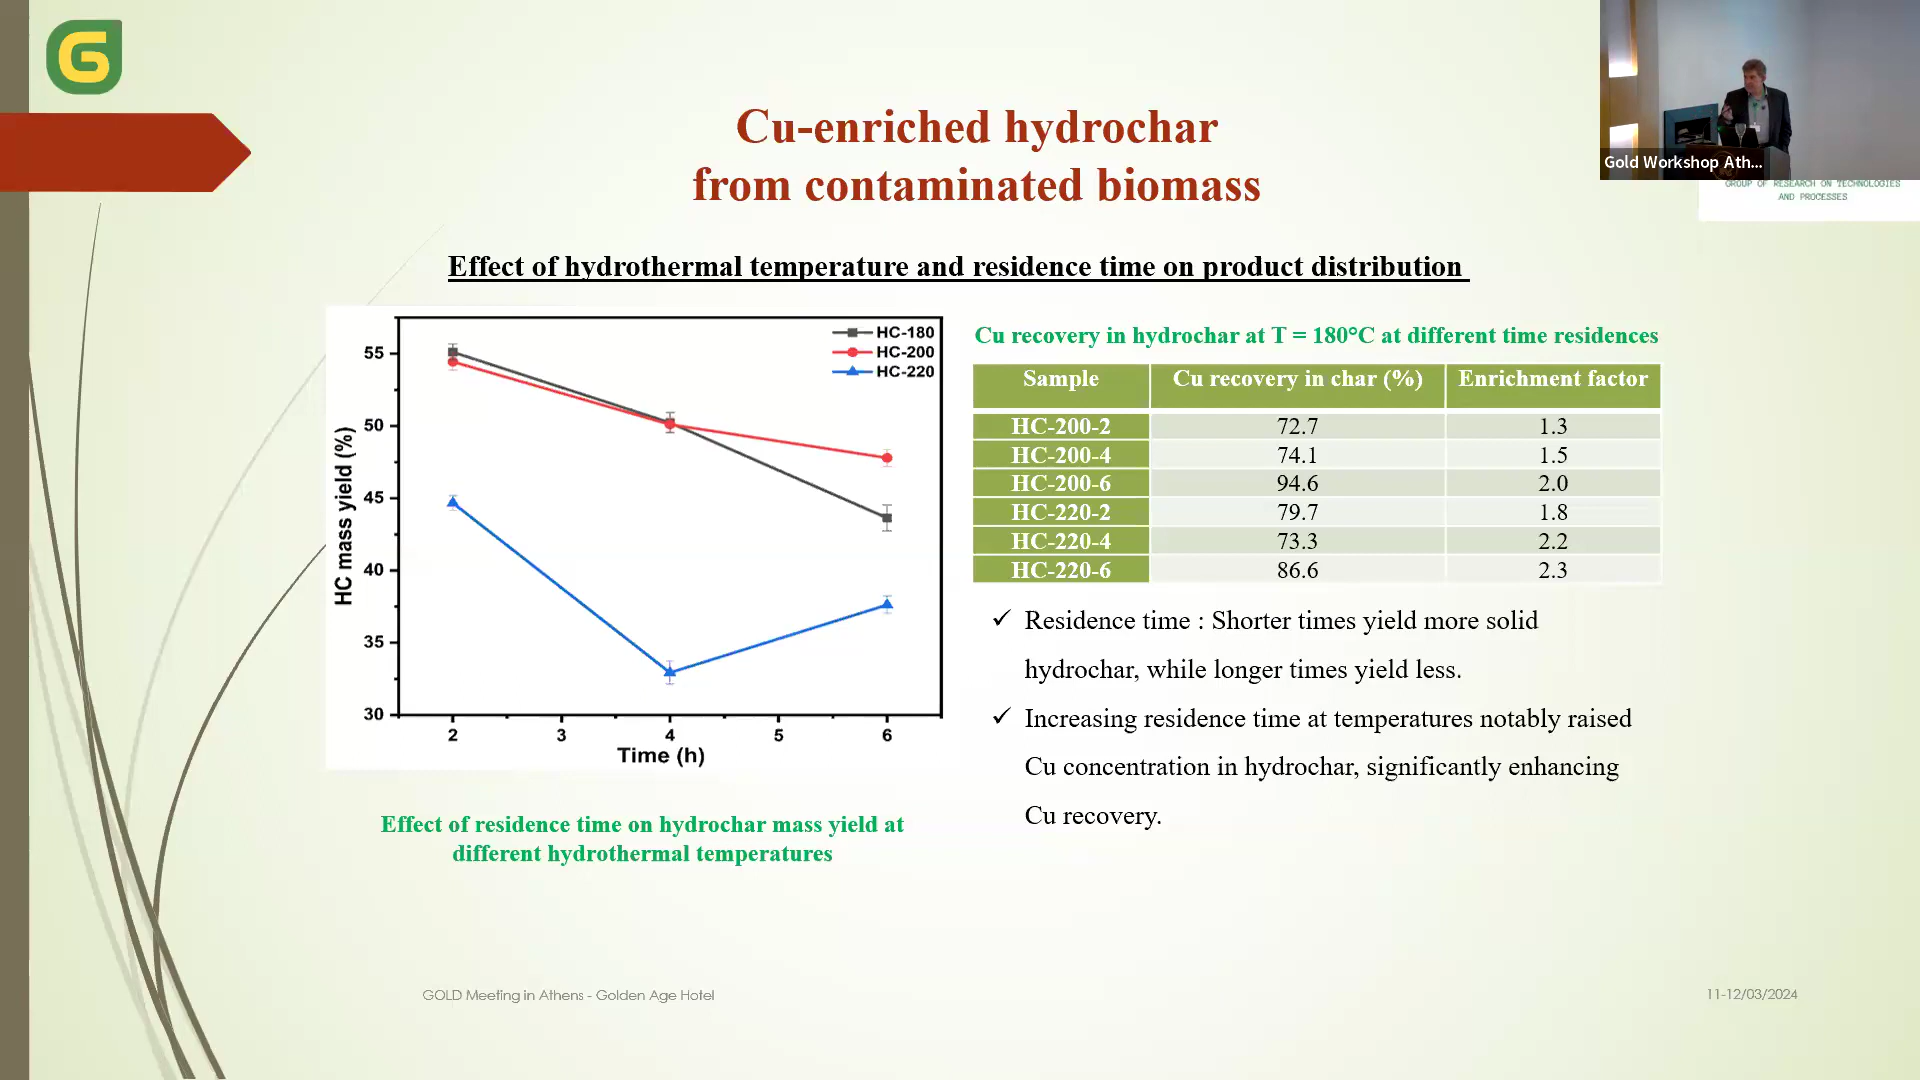 G
Cu-enriched hydrochar
from contaminated biomass
Gold Workshop Ath...
GROUP OF RESEARCH ON TECHNOLOGIES
AND PROCESSES
Effect of hydrothermal temperature and residence time on product distribution
HC-180
HC-200
HC-220
55
50
45
40
35
30
2
3
4
5
6
HC mass yield (%)
Time (h)
Effect of residence time on hydrochar mass yield at
different hydrothermal temperatures
Cu recovery in hydrochar at T = 180°C at different time residences
Sample Cu recovery in char (%) Enrichment factor
HC-200-2 72.7 1.3
HC-200-4 74.1 1.5
HC-200-6 94.6 2.0
HC-220-2 79.7 1.8
HC-220-4 73.3 2.2
HC-220-6 86.6 2.3
✓ Residence time : Shorter times yield more solid
hydrochar, while longer times yield less.
✓ Increasing residence time at temperatures notably raised
Cu concentration in hydrochar, significantly enhancing
Cu recovery.
GOLD Meeting in Athens - Golden Age Hotel
11-12/03/2024